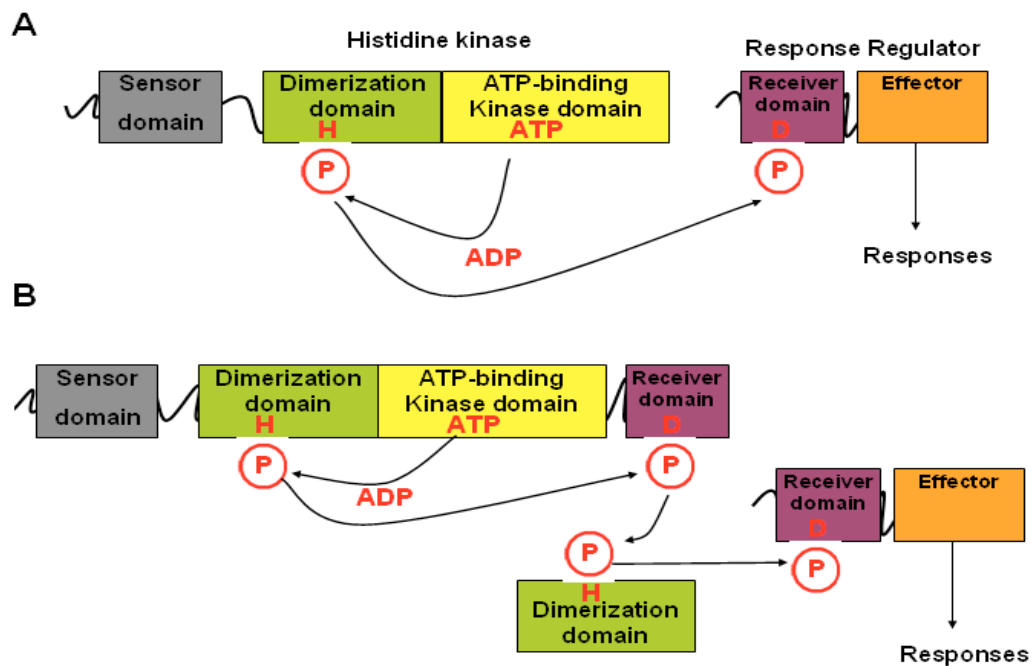 A
Histidine kinase
Response Regulator
Sensor
domain
Dimerization
domain
H
ATP-binding
Kinase domain
ATP
Receiver
domain
D
Effector
P
P
ADP
Responses
B
Sensor
domain
Dimerization
domain
H
ATP-binding
Kinase domain
ATP
Receiver
domain
D
P
ADP
P
Receiver
domain
D
Effector
P
P
H
Dimerization
domain
Responses